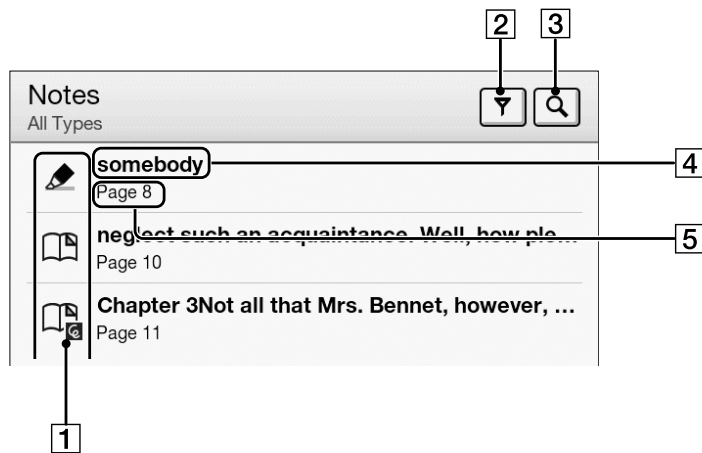 2 3
Notes
All Types
somebody
4
Page 8
neglect such an acquaintance. Well, how ple...
5
Page 10
Chapter 3Not all that Mrs. Bennet, however, ...
Page 11
1